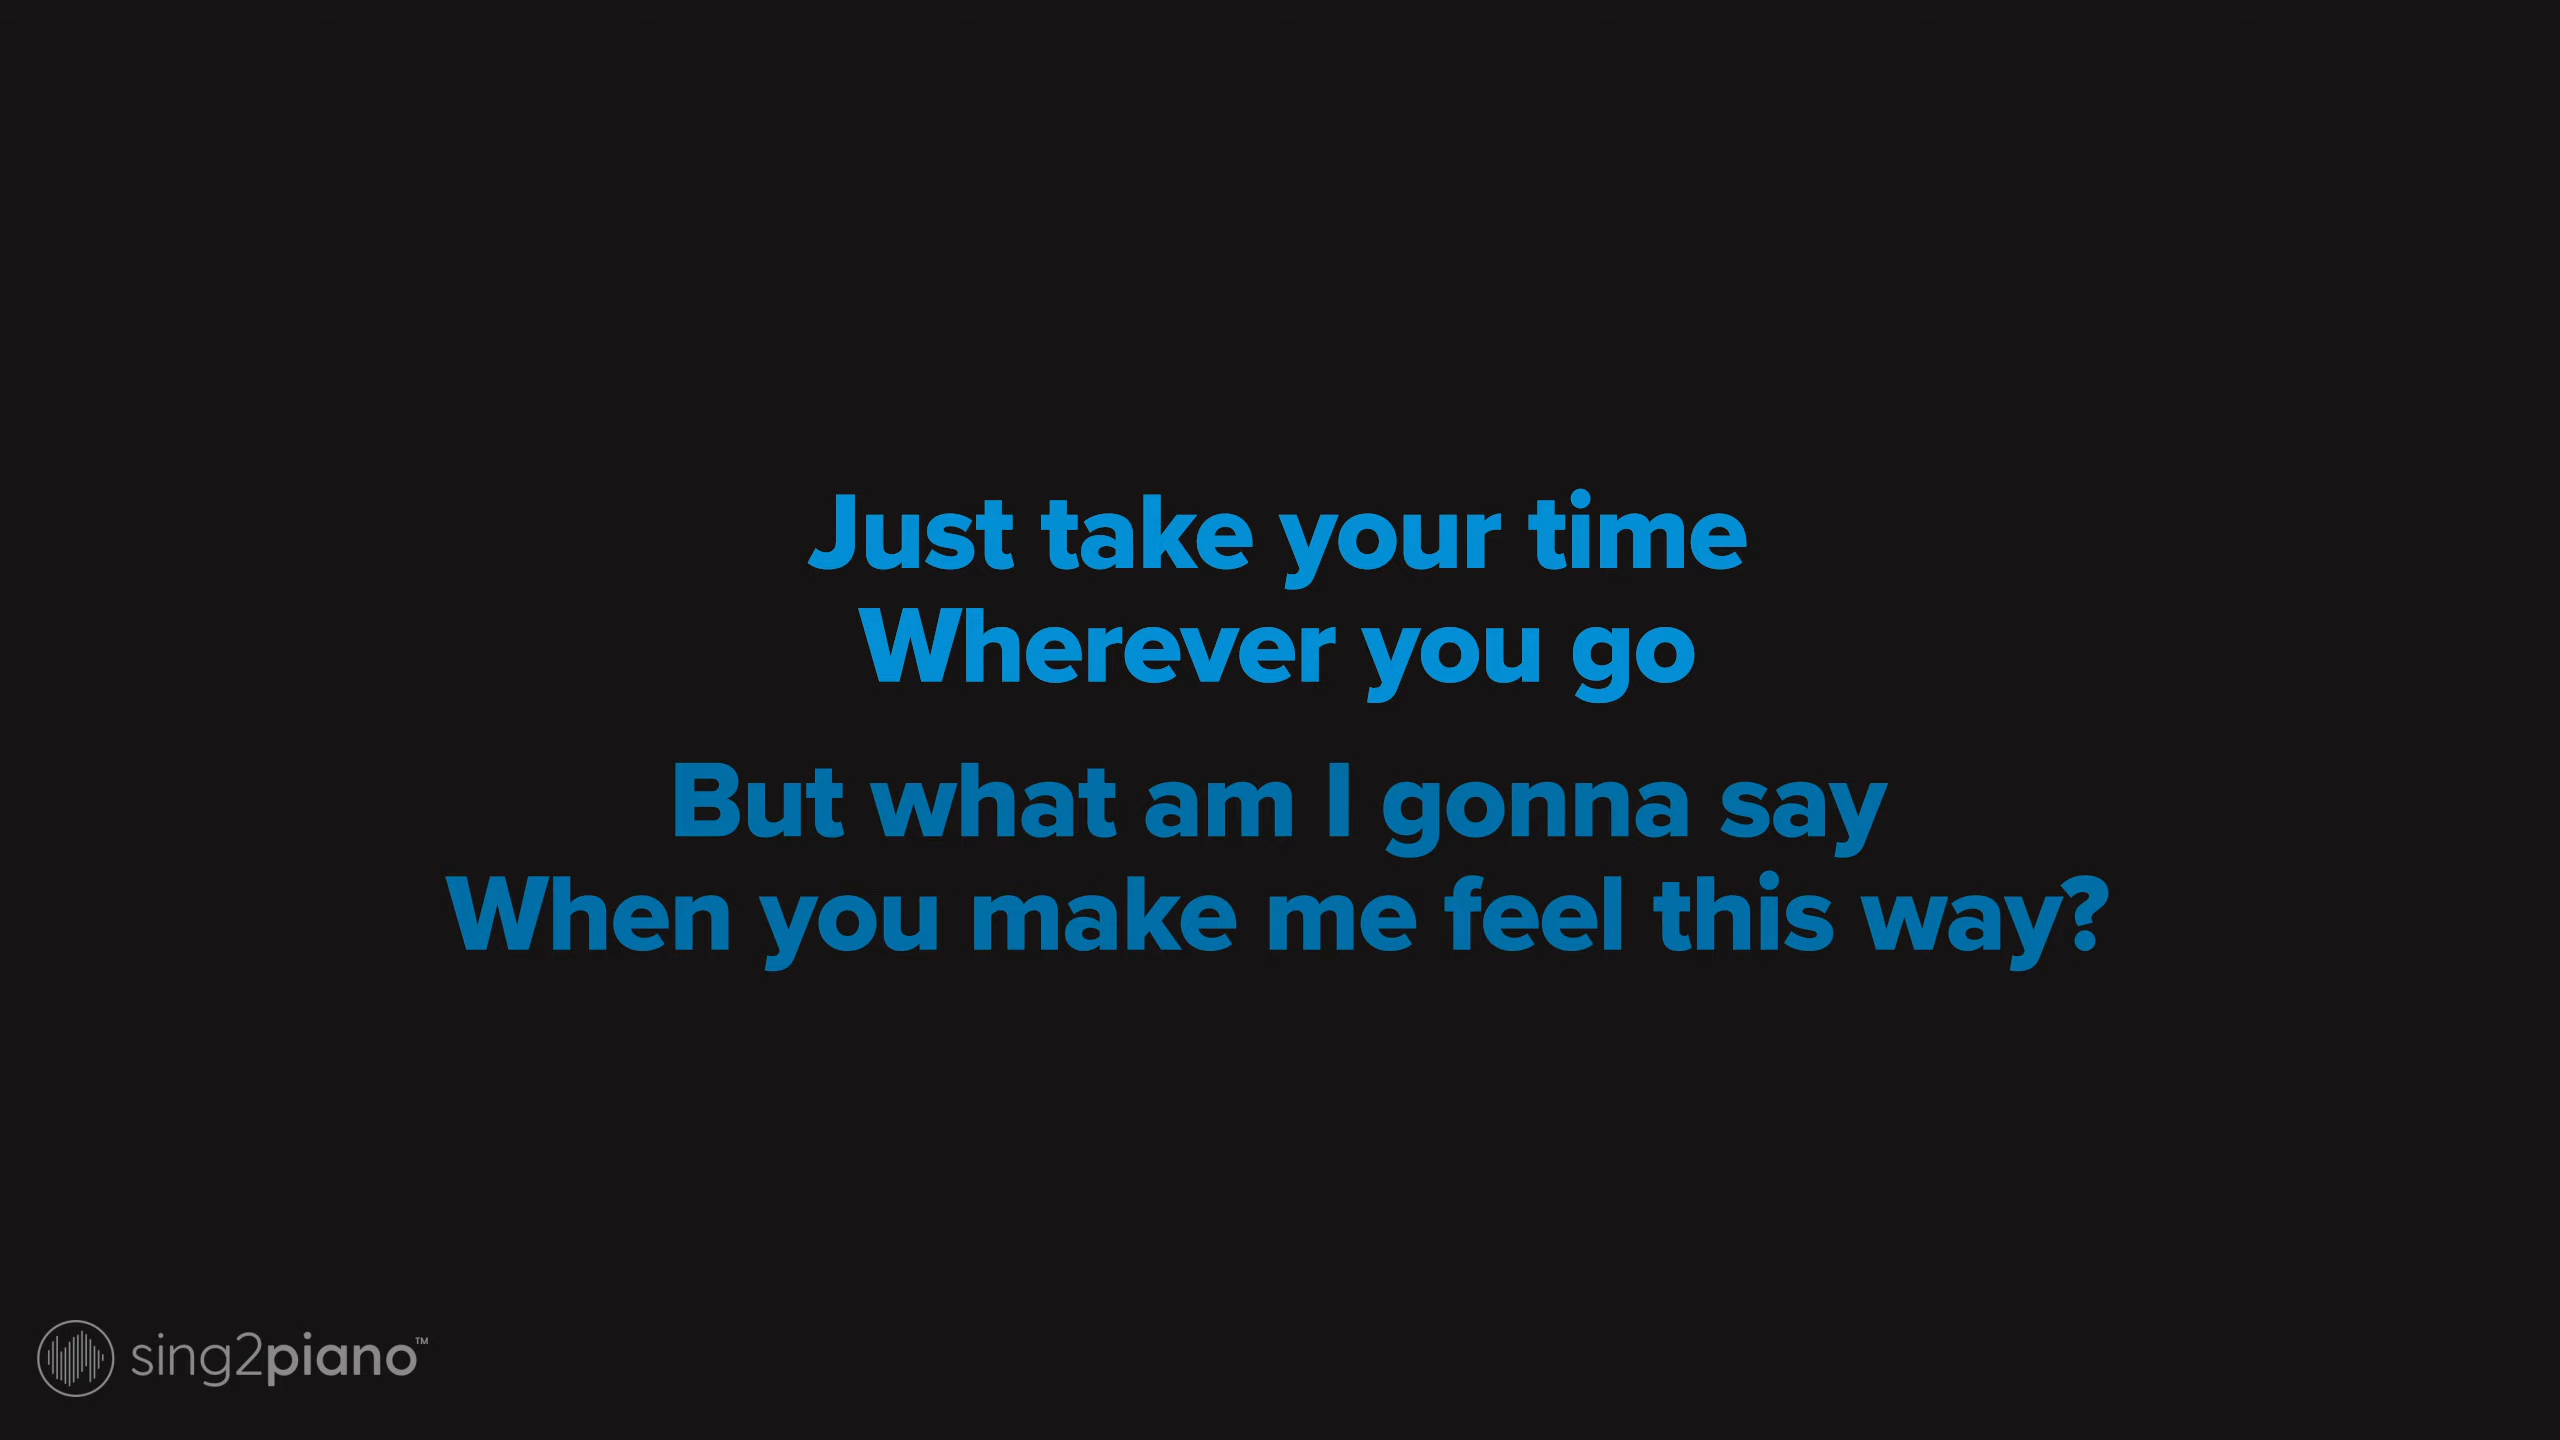 Just take your time
Wherever you go
But what am I gonna say
When you make me feel this way?
sing2piano™